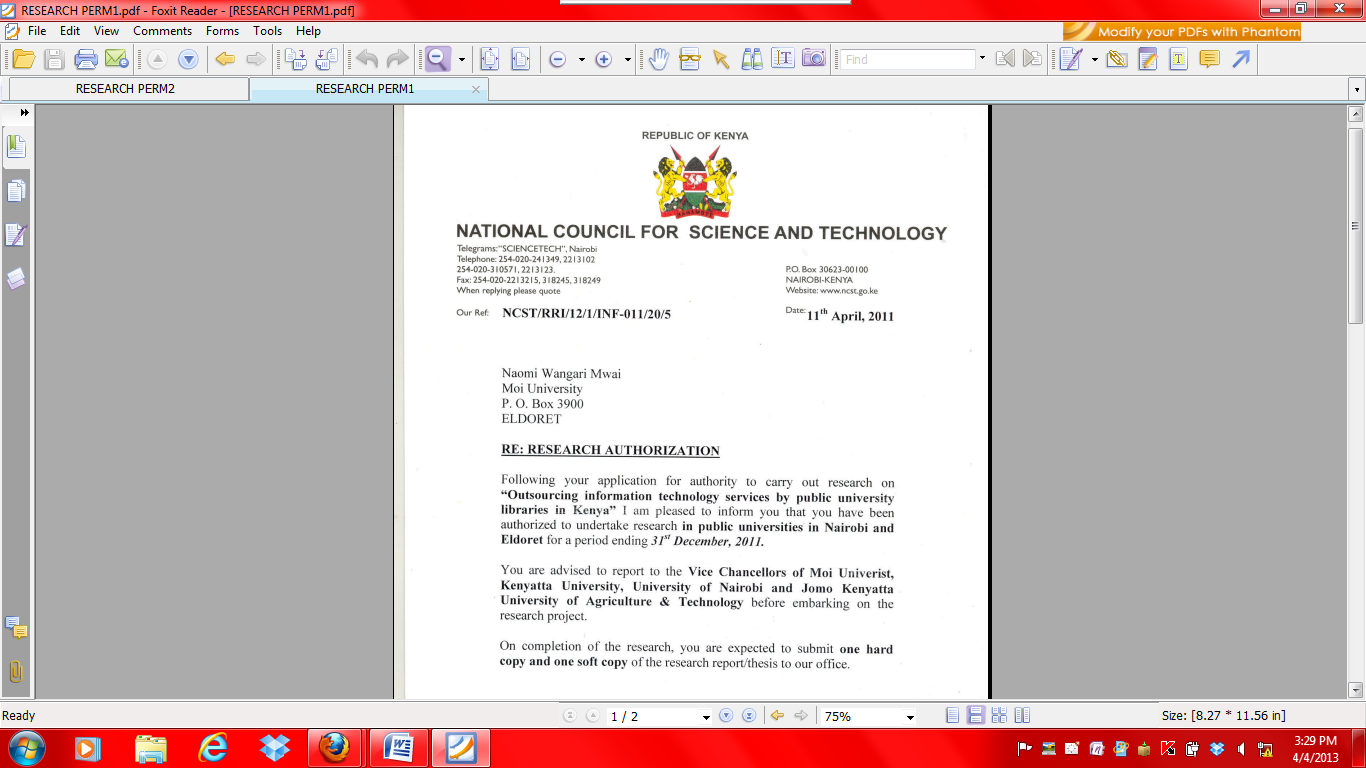 RESEARCH PERM1.pdf - Foxit Reader - [RESEARCH PERM1.pdf]
File Edit View Comments Forms Tools Help
Modify your PDFs with Phantom
Find
RESEARCH PERM2 RESEARCH PERM1
REPUBLIC OF KENYA
HARAMBEE
NATIONAL COUNCIL FOR SCIENCE AND TECHNOLOGY
Telegrams:"SCIENCETECH", Nairobi
Telephone: 254-020-241349, 2213102
254-020-310571, 2213123.
Fax: 254-020-2213215, 318245, 318249
When replying please quote
P.O. Box 30623-00100
NAIROBI-KENYA
Website: www.ncst.go.ke
Our Ref: NCST/RRI/12/1/INF-011/20/5
Date: 11th April, 2011
Naomi Wangari Mwai
Moi University
P. O. Box 3900
ELDORET
RE: RESEARCH AUTHORIZATION
Following your application for authority to carry out research on
“Outsourcing information technology services by public university
libraries in Kenya” I am pleased to inform you that you have been
authorized to undertake research in public universities in Nairobi and
Eldoret for a period ending 31st December, 2011.
You are advised to report to the Vice Chancellors of Moi Univerist,
Kenyatta University, University of Nairobi and Jomo Kenyatta
University of Agriculture & Technology before embarking on the
research project.
On completion of the research, you are expected to submit one hard
copy and one soft copy of the research report/thesis to our office.
Ready
1 / 2
75%
Size: [8.27 * 11.56 in]
3:29 PM
4/4/2013